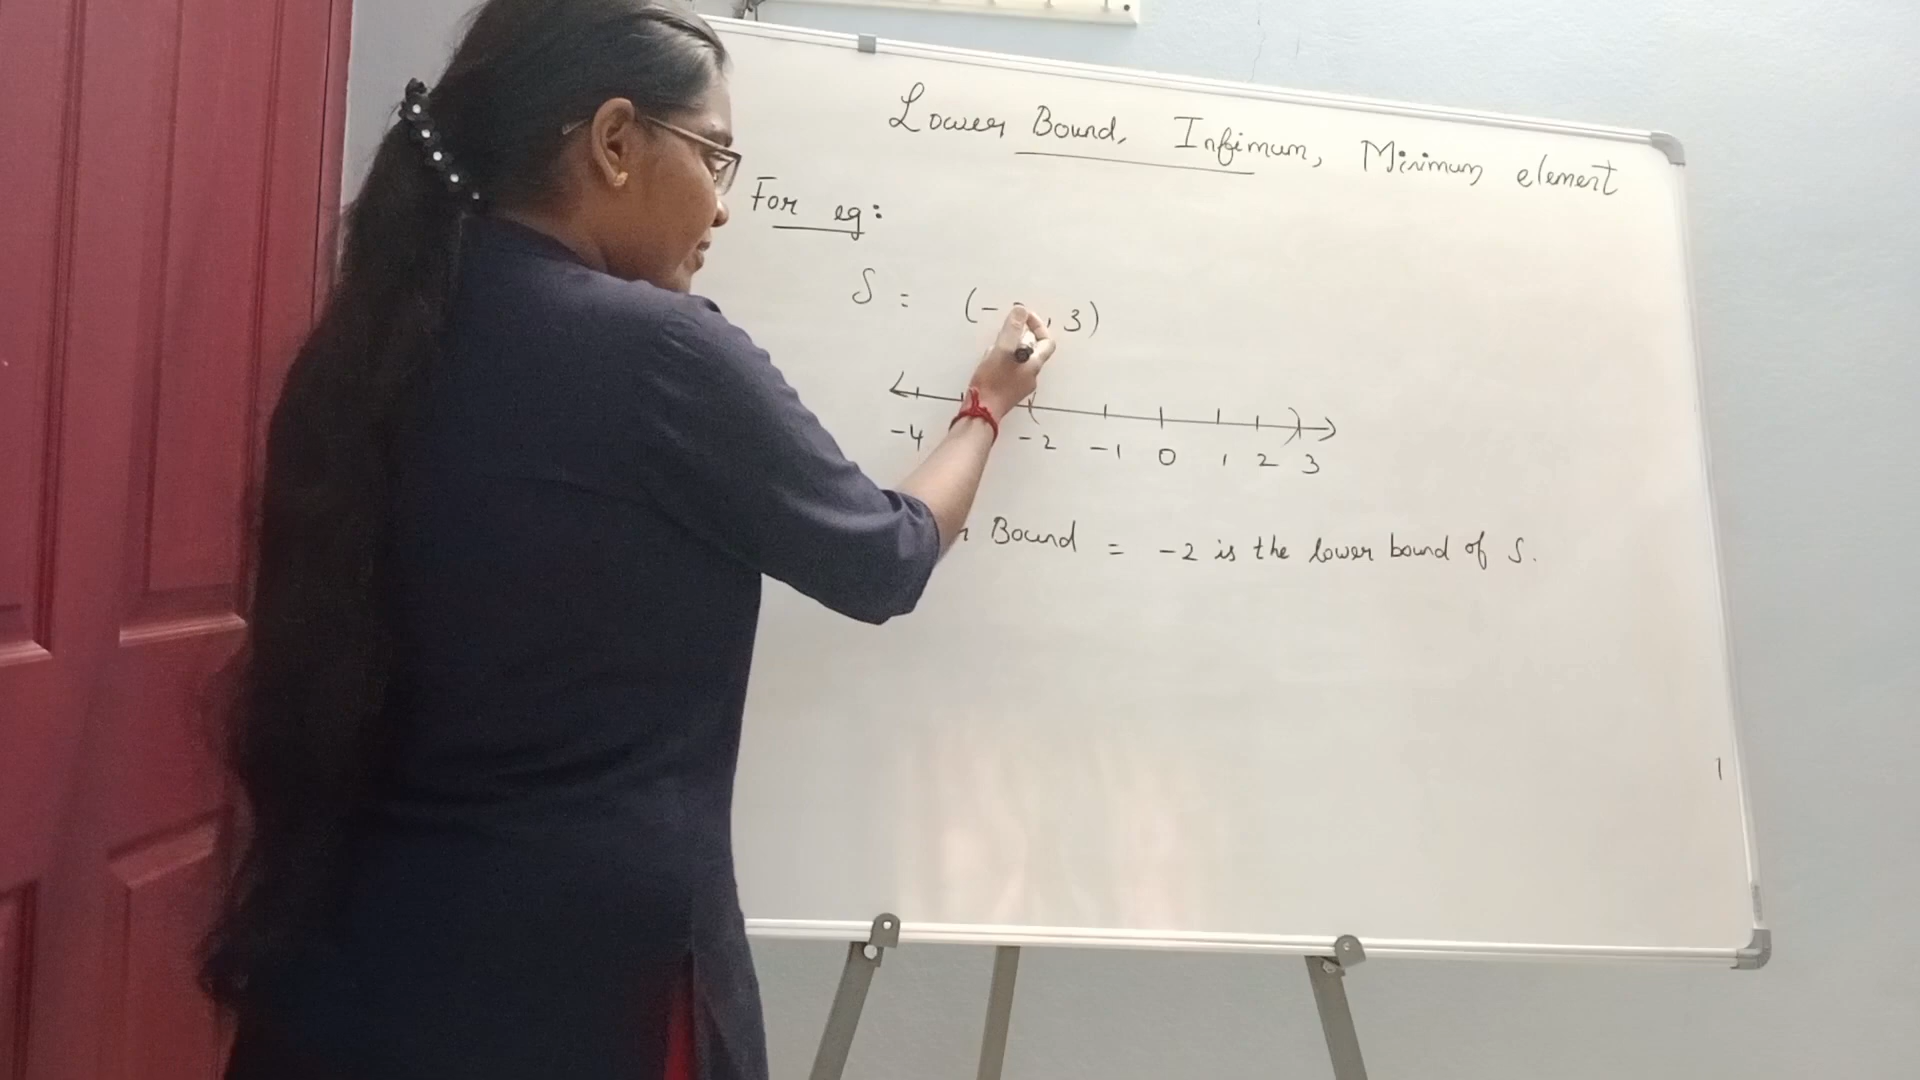 Lower Bound, Infimum, Minimum element
For eg:
S = (- , 3)
-4 -2 -1 0 1 2 3
Bound = -2 is the lower bound of S.